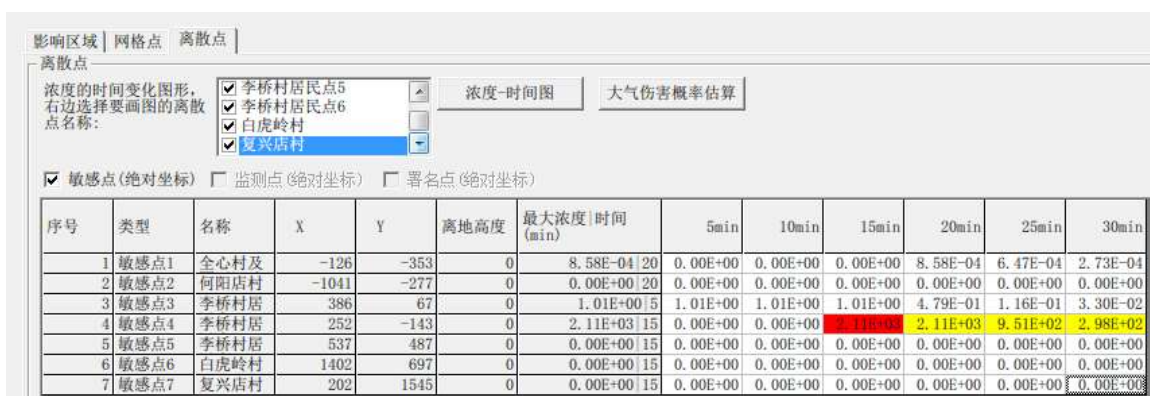 影响区域 网格点 离散点
离散点
浓度的时间变化图形，
右边选择要画图的离散
点名称:
李桥村居民点5
李桥村居民点6
白虎岭村
复兴店村
浓度-时间图 大气伤害概率估算
敏感点(绝对坐标) 监测点(绝对坐标) 署名点(绝对坐标)
序号 类型 名称 X Y 离地高度 最大浓度|时间(min) 5min 10min 15min 20min 25min 30min
1 敏感点1 全心村及 -126 -353 0 8.58E-04|20 0.00E+00 0.00E+00 0.00E+00 8.58E-04 6.47E-04 2.73E-04
2 敏感点2 何阳店村 -1041 -277 0 0.00E+00|20 0.00E+00 0.00E+00 0.00E+00 0.00E+00 0.00E+00 0.00E+00
3 敏感点3 李桥村居 386 67 0 1.01E+00|5 1.01E+00 1.01E+00 1.01E+00 4.79E-01 1.16E-01 3.30E-02
4 敏感点4 李桥村居 252 -143 0 2.11E+03|15 0.00E+00 0.00E+00 2.11E+03 2.11E+03 9.51E+02 2.98E+02
5 敏感点5 李桥村居 537 487 0 0.00E+00|15 0.00E+00 0.00E+00 0.00E+00 0.00E+00 0.00E+00 0.00E+00
6 敏感点6 白虎岭村 1402 697 0 0.00E+00|15 0.00E+00 0.00E+00 0.00E+00 0.00E+00 0.00E+00 0.00E+00
7 敏感点7 复兴店村 202 1545 0 0.00E+00|15 0.00E+00 0.00E+00 0.00E+00 0.00E+00 0.00E+00 0.00E+00